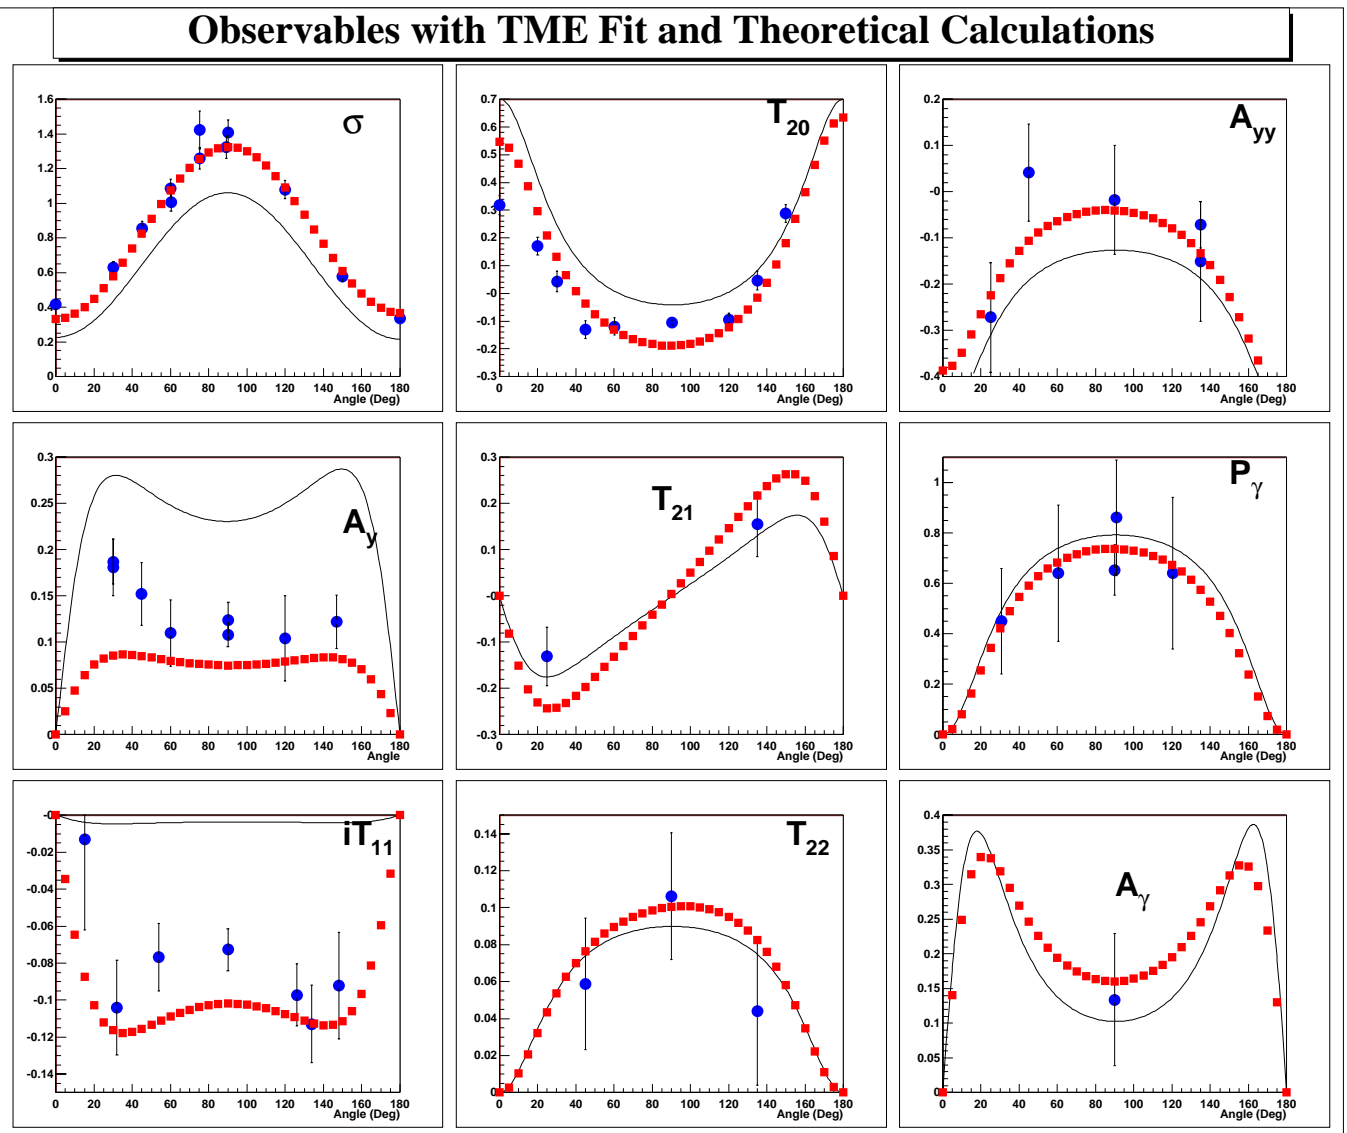 Observables with TME Fit and Theoretical Calculations
σ
1.6
1.4
1.2
1
0.8
0.6
0.4
0.2
0
0 20 40 60 80 100 120 140 160 180
Angle (Deg)
T20
0.7
0.6
0.5
0.4
0.3
0.2
0.1
-0
-0.1
-0.2
-0.3
0 20 40 60 80 100 120 140 160 180
Angle (Deg)
Ayy
0.2
0.1
-0
-0.1
-0.2
-0.3
-0.4
0 20 40 60 80 100 120 140 160 180
Angle (Deg)
Ay
0.3
0.25
0.2
0.15
0.1
0.05
0
0 20 40 60 80 100 120 140 160 180
Angle
T21
0.3
0.2
0.1
-0
-0.1
-0.2
-0.3
0 20 40 60 80 100 120 140 160 180
Angle (Deg)
Pγ
1
0.8
0.6
0.4
0.2
0
0 20 40 60 80 100 120 140 160 180
Angle (Deg)
iT11
-0
-0.02
-0.04
-0.06
-0.08
-0.1
-0.12
-0.14
0 20 40 60 80 100 120 140 160 180
Angle (Deg)
T22
0.14
0.12
0.1
0.08
0.06
0.04
0.02
0
0 20 40 60 80 100 120 140 160 180
Angle (Deg)
Aγ
0.4
0.35
0.3
0.25
0.2
0.15
0.1
0.05
0
0 20 40 60 80 100 120 140 160 180
Angle (Deg)